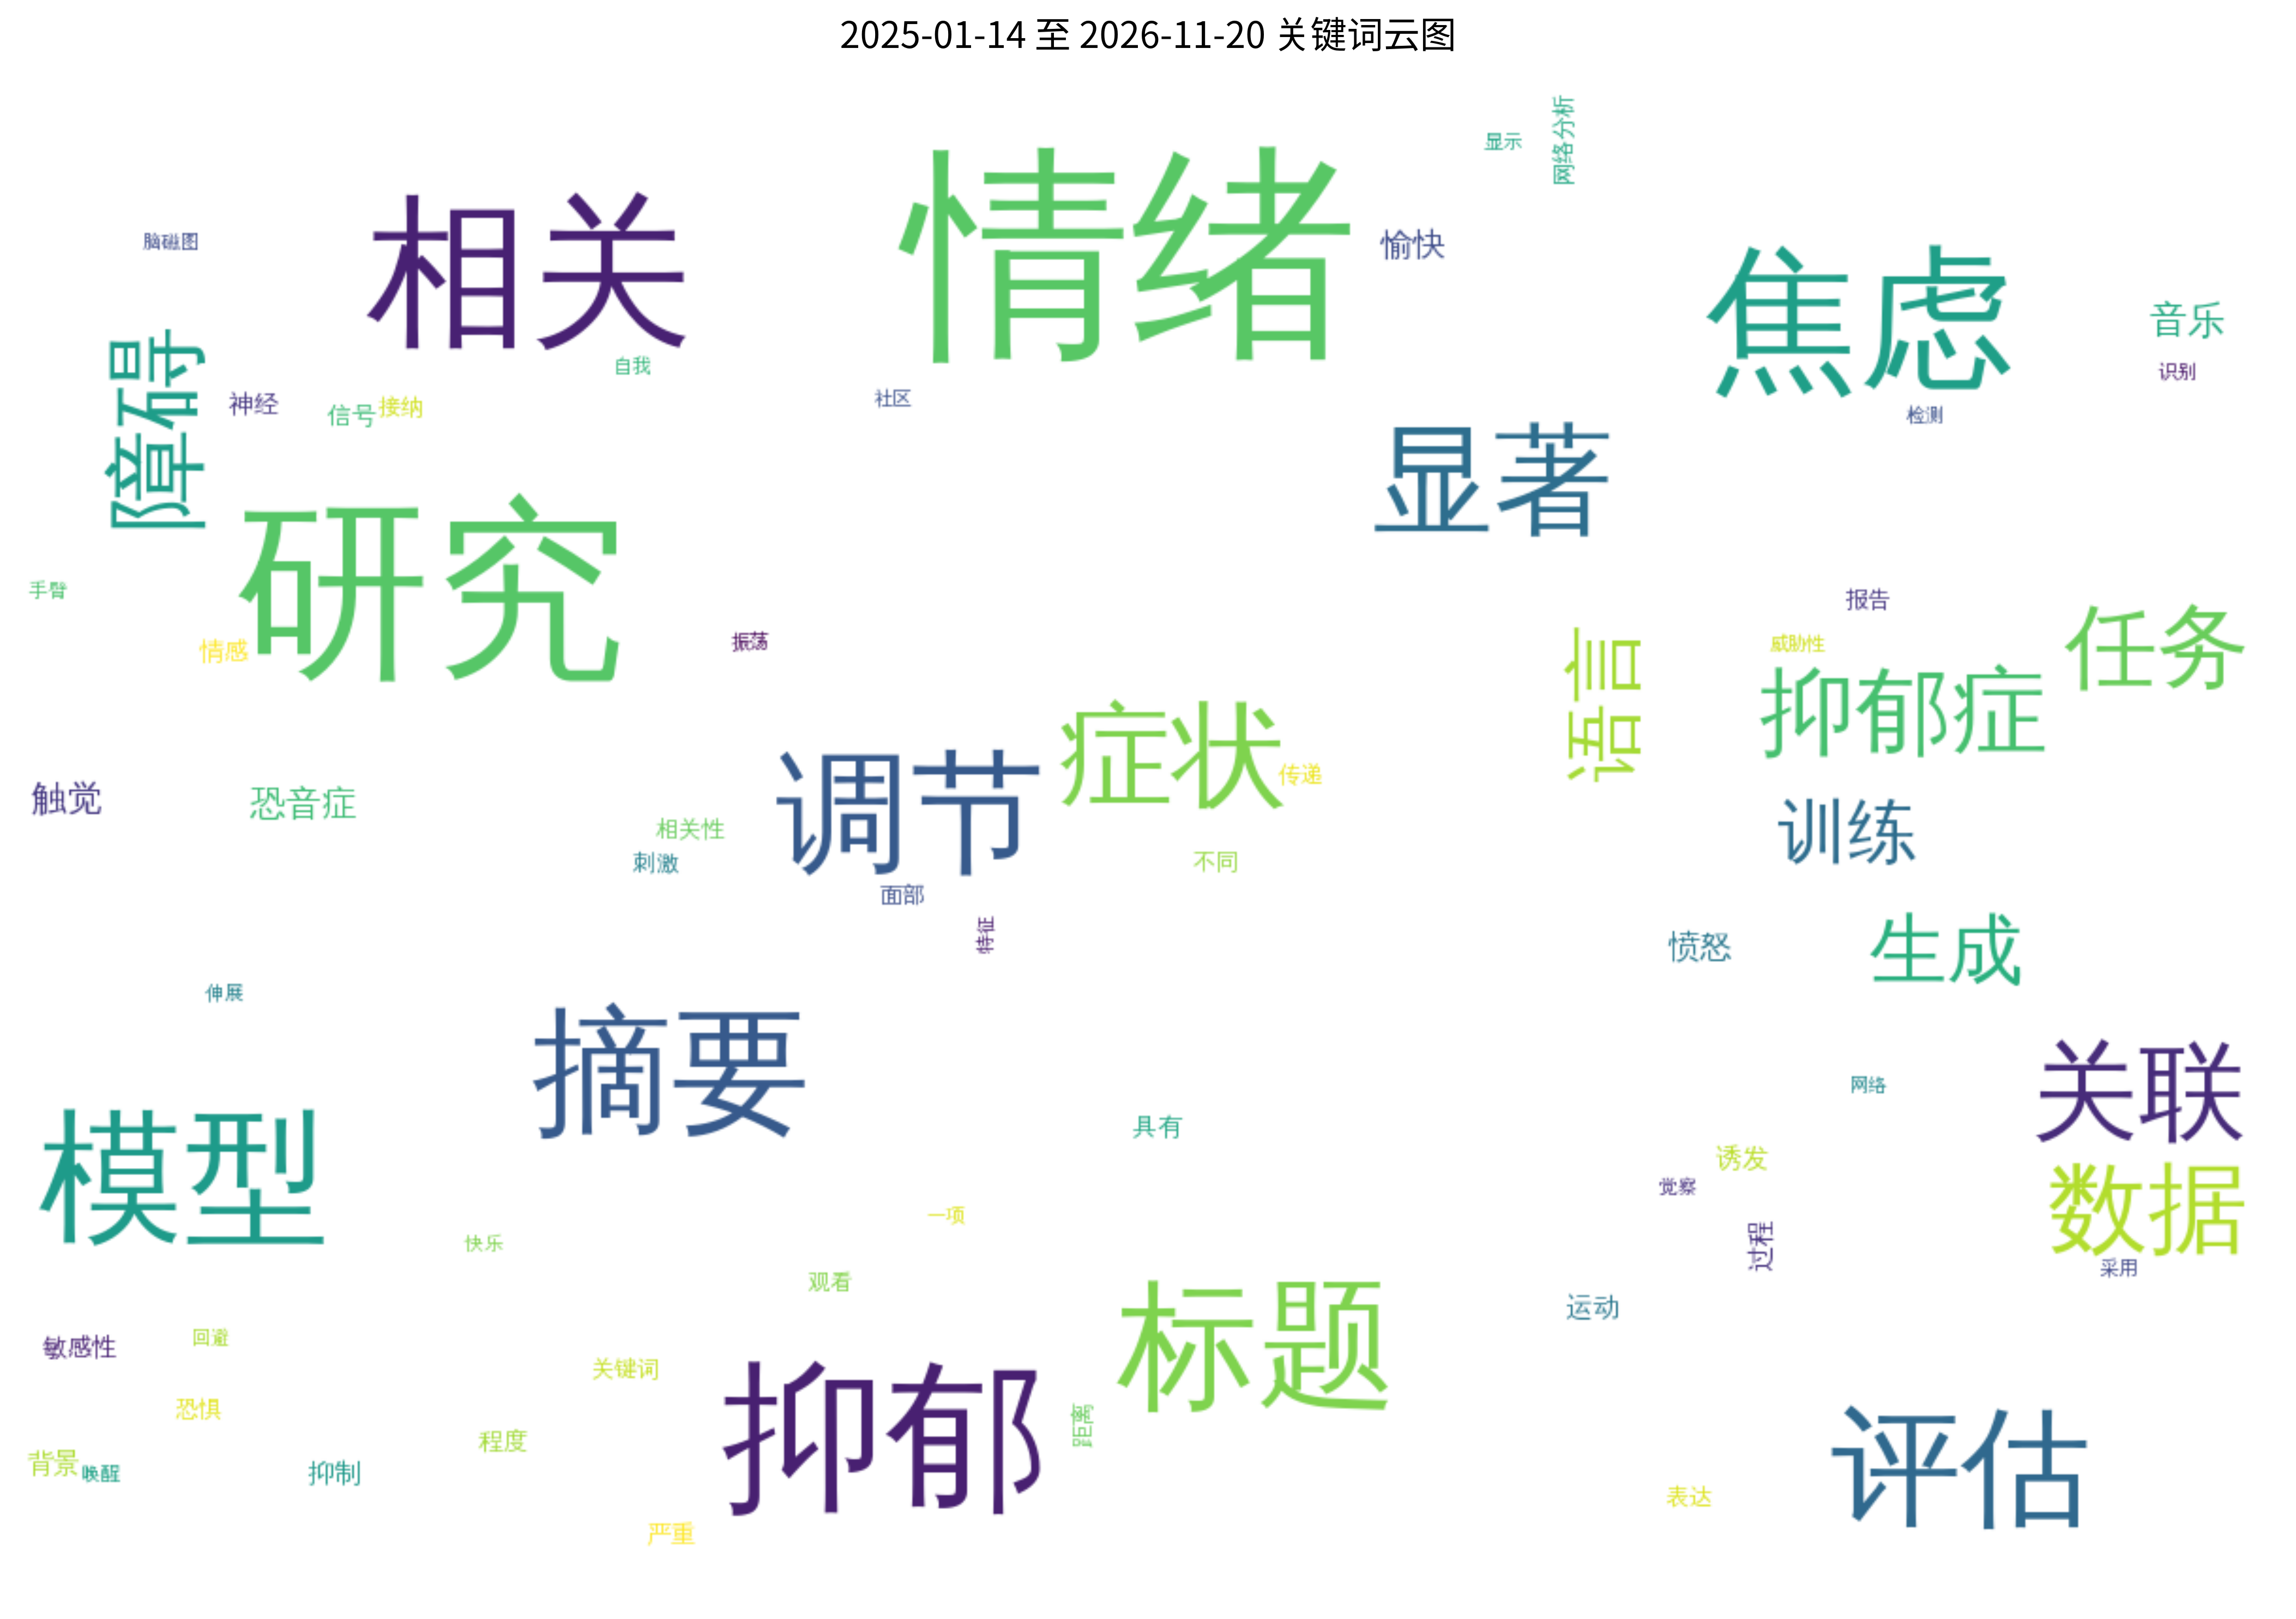 2025-01-14 至 2026-11-20 关键词云图
显示
网络分析
相关
情绪
脑磁图
愉快
焦虑
音乐
障碍
自我
识别
神经
信号
接纳
社区
检测
显著
研究
手臂
情感
振荡
报告
威胁性
任务
语言
抑郁症
触觉
恐音症
调节
症状
传递
相关性
刺激
不同
训练
面部
特征
愤怒
生成
伸展
摘要
模型
具有
网络
关联
诱发
觉察
数据
过程
采用
快乐
一项
观看
标题
运动
敏感性
回避
关键词
抑郁
恐惧
程度
距离
评估
背景
唤醒
抑制
严重
表达